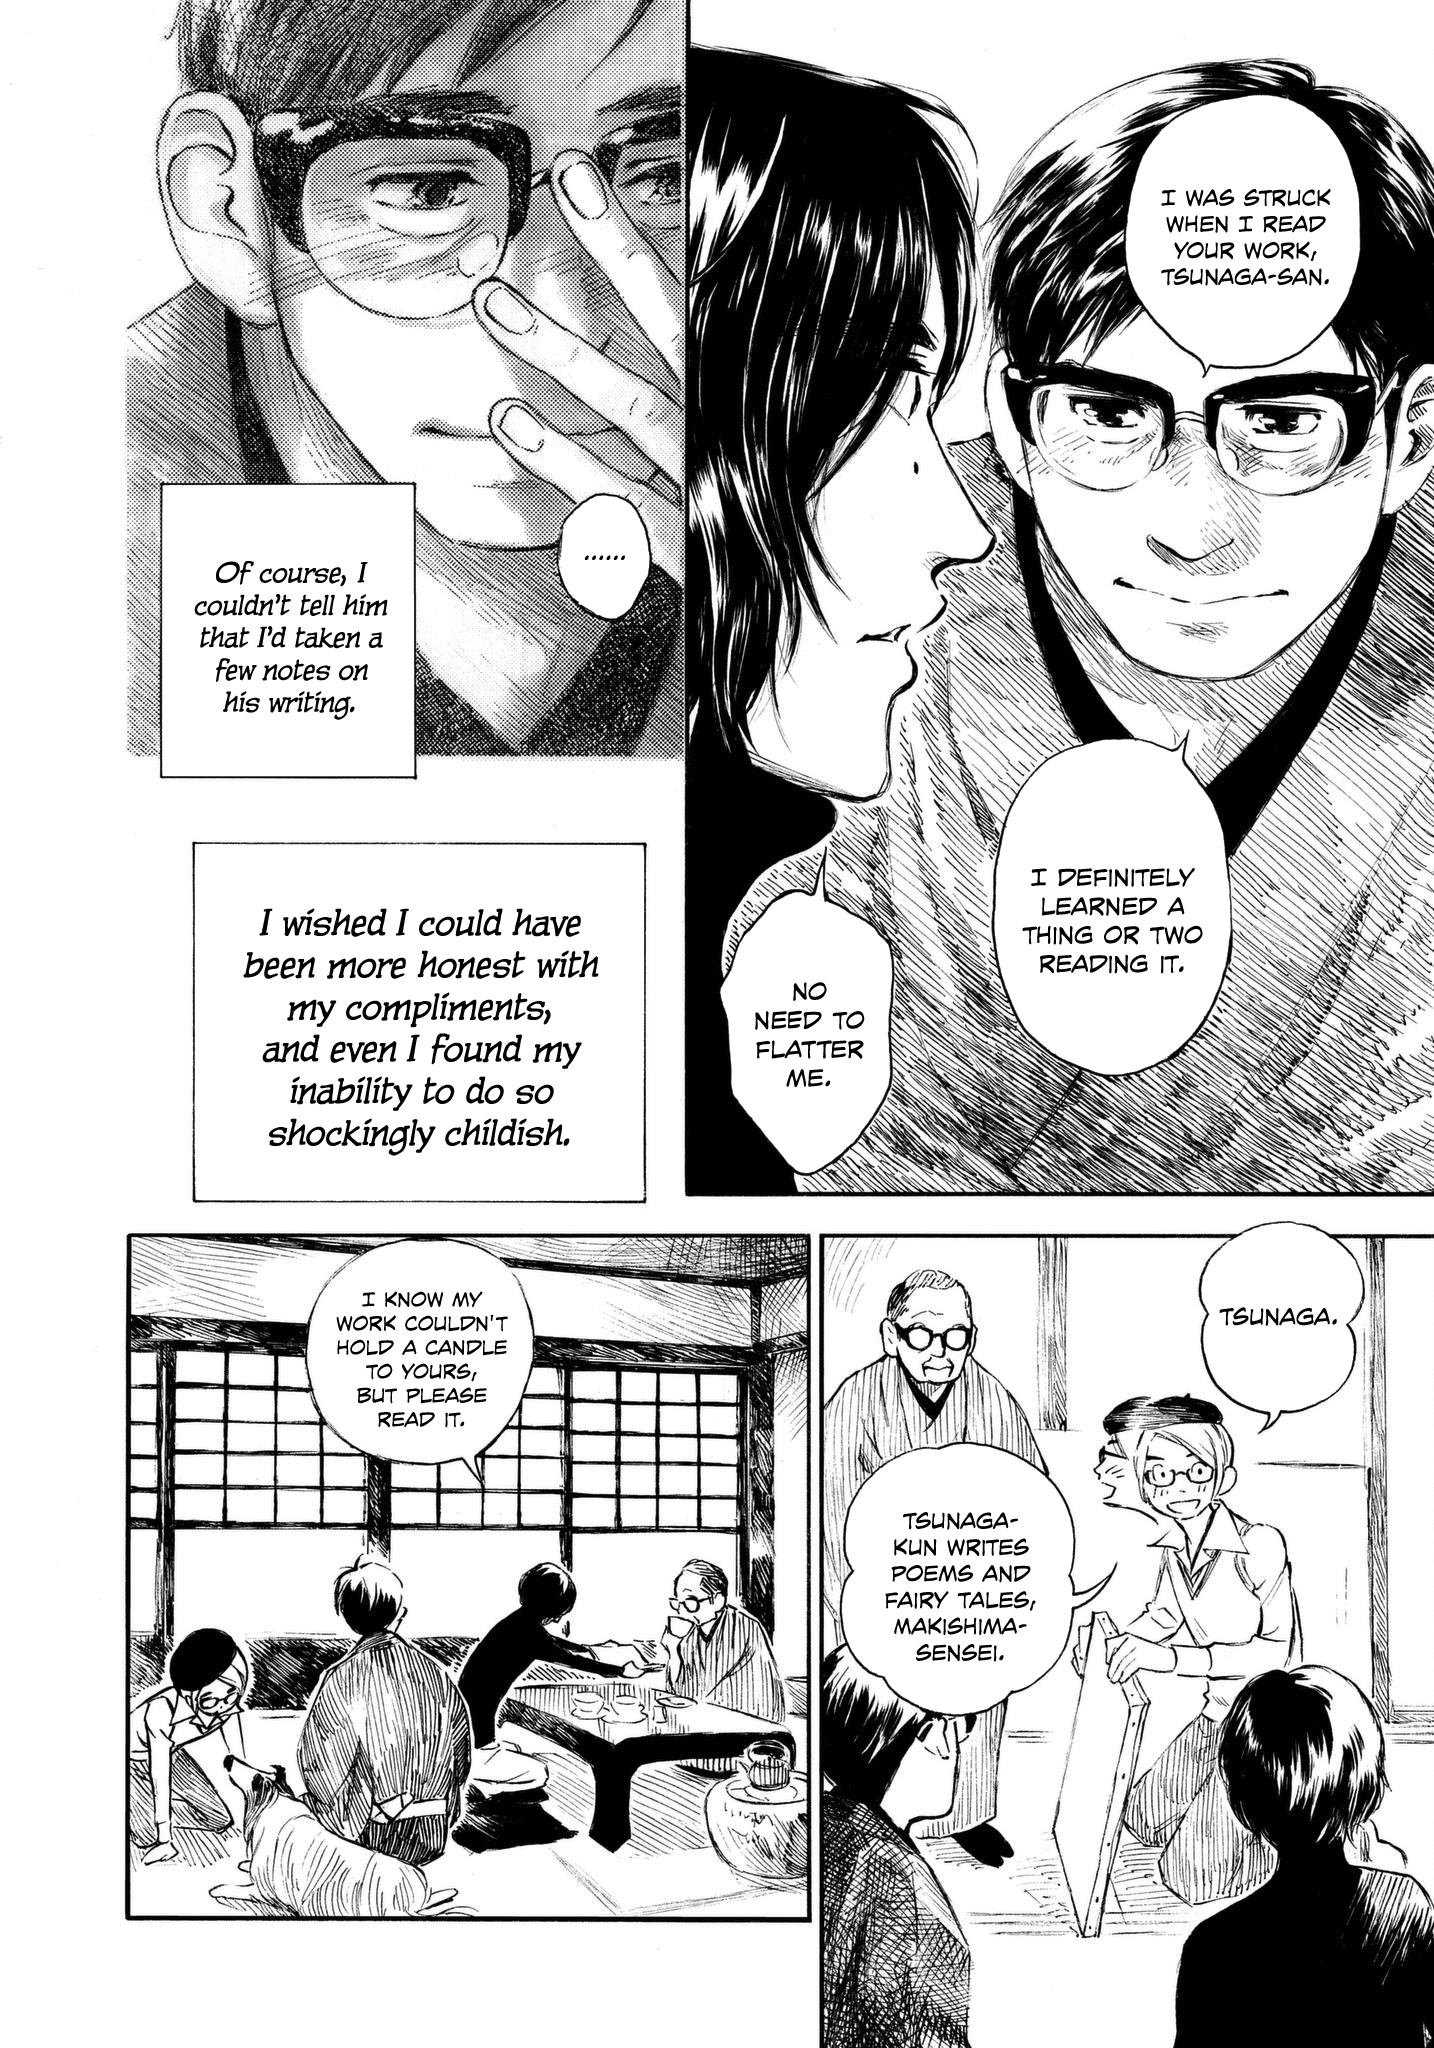 I WAS STRUCK
WHEN I READ
YOUR WORK,
TSUNAGA-SAN.
I DEFINITELY
LEARNED A
THING OR TWO
READING IT.
NO
NEED TO
FLATTER
ME.
......
Of course, I
couldn't tell him
that I'd taken a
few notes on
his writing.
I wished I could have
been more honest with
my compliments,
and even I found my
inability to do so
shockingly childish.
TSUNAGA.
TSUNAGA-
KUN WRITES
POEMS AND
FAIRY TALES,
MAKISHIMA-
SENSEI.
I KNOW MY
WORK COULDN'T
HOLD A CANDLE
TO YOURS,
BUT PLEASE
READ IT.